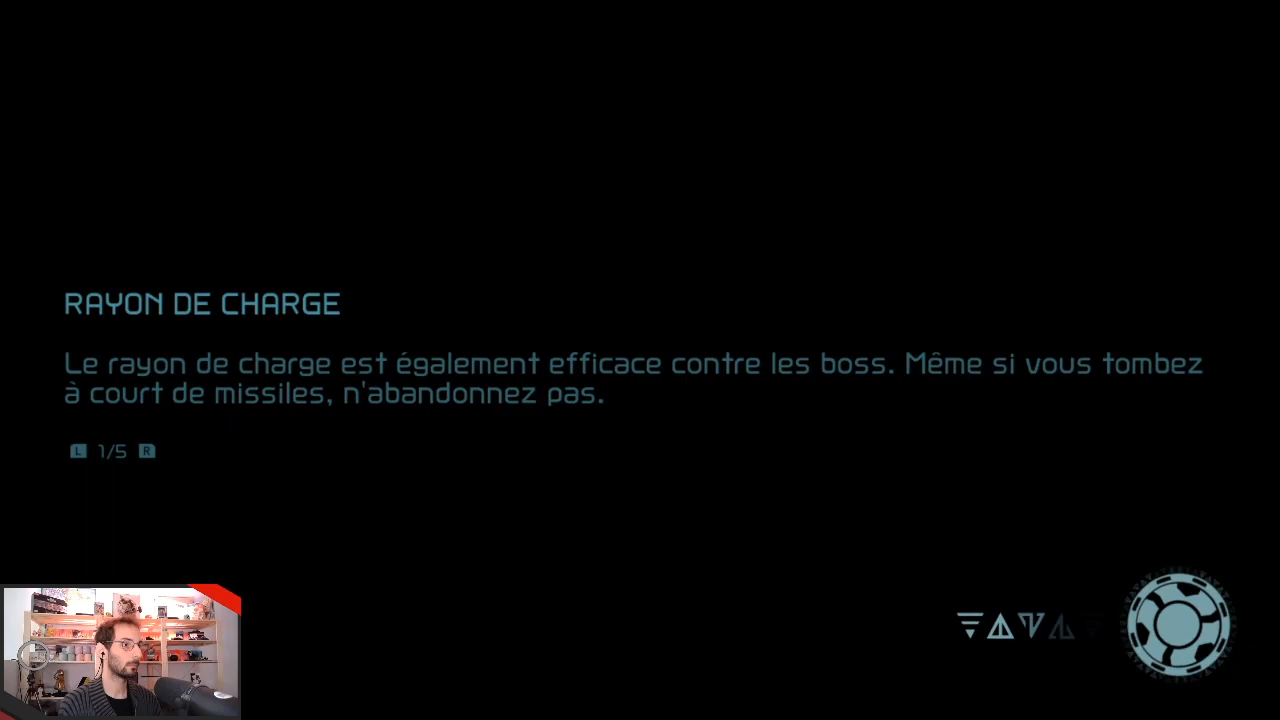 RAYON DE CHARGE
Le rayon de charge est également efficace contre les boss. Même si vous tombez
à court de missiles, n'abandonnez pas.
L 1/5 R